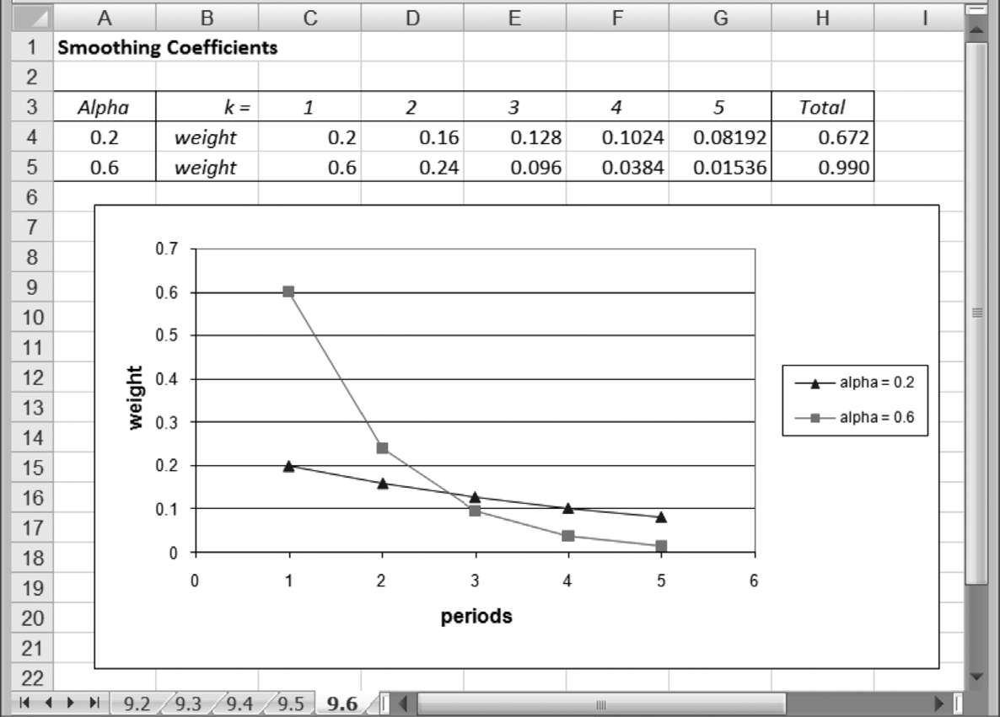 A B C D E F G H I
1 Smoothing Coefficients
2
3 Alpha k = 1 2 3 4 5 Total
4 0.2 weight 0.2 0.16 0.128 0.1024 0.08192 0.672
5 0.6 weight 0.6 0.24 0.096 0.0384 0.01536 0.990
6
7
8 0.7
9 0.6
10
11 0.5
12 0.4
13 weight
14 0.3
15 0.2
16 0.1
17
18 0
19 0 1 2 3 4 5 6
20 periods
21
22
alpha = 0.2
alpha = 0.6
9.2 9.3 9.4 9.5 9.6